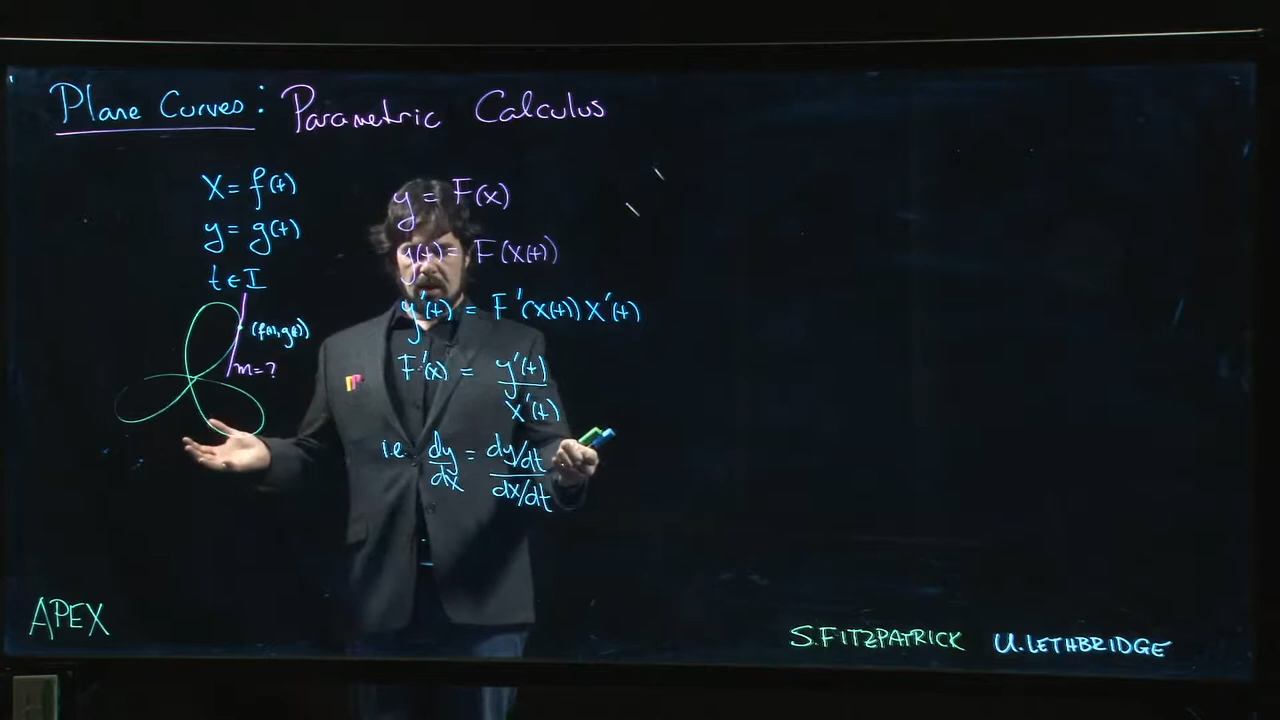 Plane Curves: Parametric Calculus
x = f(t)
y = g(t)
t ∈ I
(f(t), g(t))
m = ?
y = F(x)
y(t) = F(x(t))
y'(t) = F'(x(t)) x'(t)
F'(x) = y'(t) / x'(t)
i.e. dy/dx = dy/dt / dx/dt
APEX
S. FITZPATRICK U. LETHBRIDGE